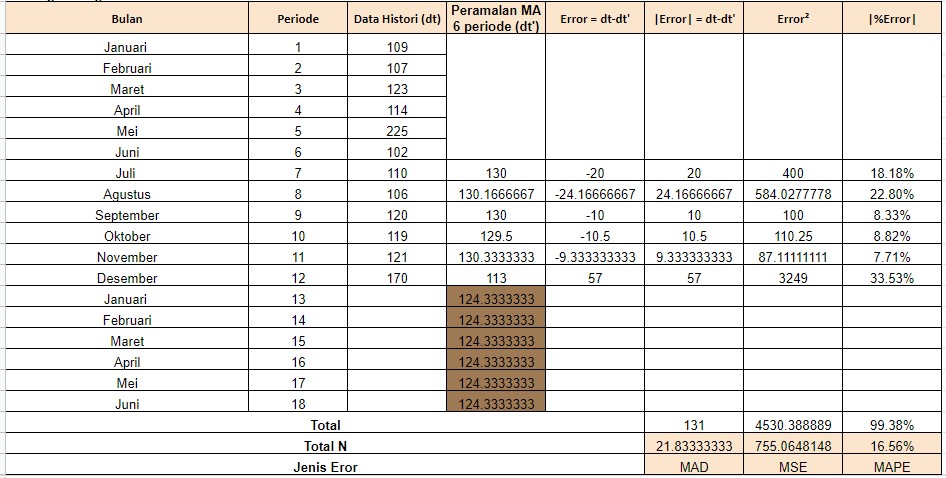 Bulan Periode Data Histori (dt) Peramalan MA 6 periode (dt') Error = dt-dt' |Error| = dt-dt' Error² |%Error|
Januari 1 109
Februari 2 107
Maret 3 123
April 4 114
Mei 5 225
Juni 6 102
Juli 7 110 130 -20 20 400 18.18%
Agustus 8 106 130.1666667 -24.16666667 24.16666667 584.0277778 22.80%
September 9 120 130 -10 10 100 8.33%
Oktober 10 119 129.5 -10.5 10.5 110.25 8.82%
November 11 121 130.3333333 -9.333333333 9.333333333 87.11111111 7.71%
Desember 12 170 113 57 57 3249 33.53%
Januari 13 124.3333333
Februari 14 124.3333333
Maret 15 124.3333333
April 16 124.3333333
Mei 17 124.3333333
Juni 18 124.3333333
Total 131 4530.388889 99.38%
Total N 21.83333333 755.0648148 16.56%
Jenis Eror MAD MSE MAPE